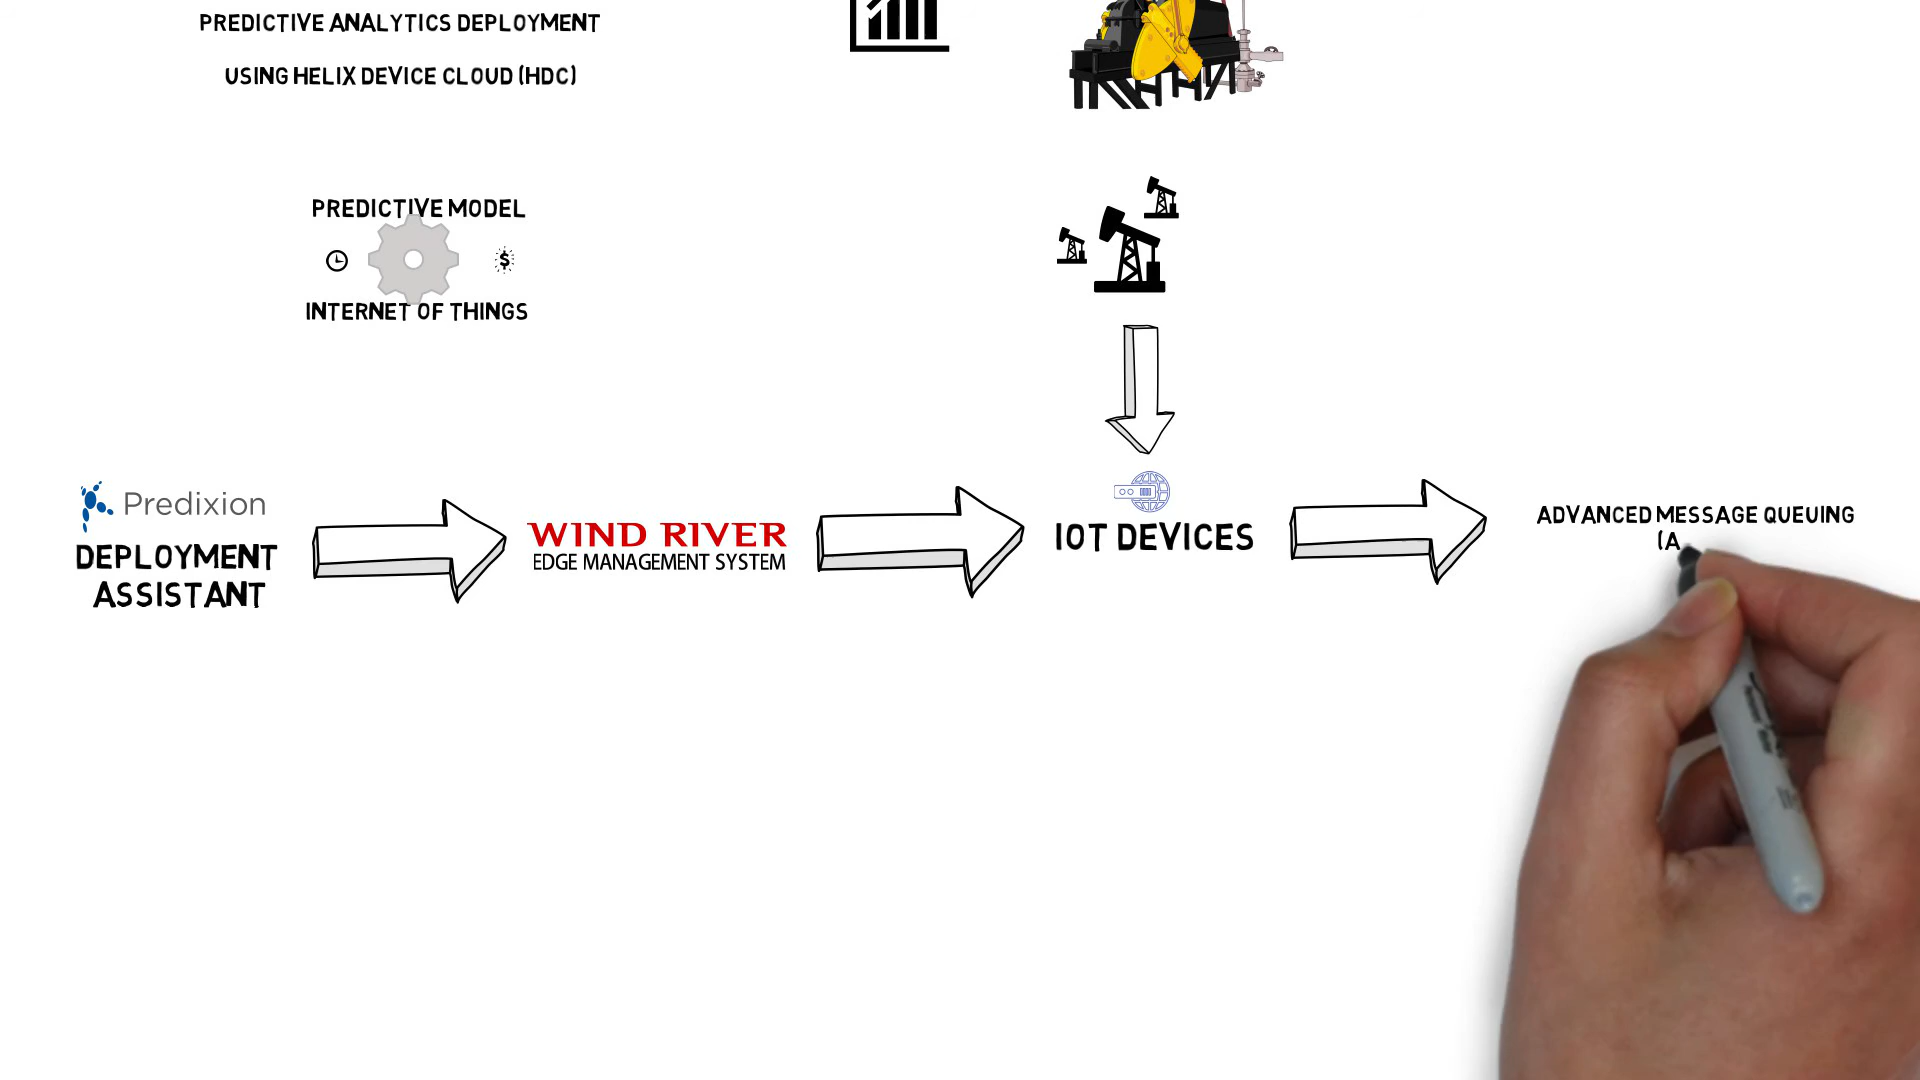 PREDICTIVE ANALYTICS DEPLOYMENT
USING HELIX DEVICE CLOUD (HDC)
PREDICTIVE MODEL
$
INTERNET OF THINGS
Predixion
DEPLOYMENT
ASSISTANT
WIND RIVER
EDGE MANAGEMENT SYSTEM
IOT DEVICES
ADVANCED MESSAGE QUEUING
(A